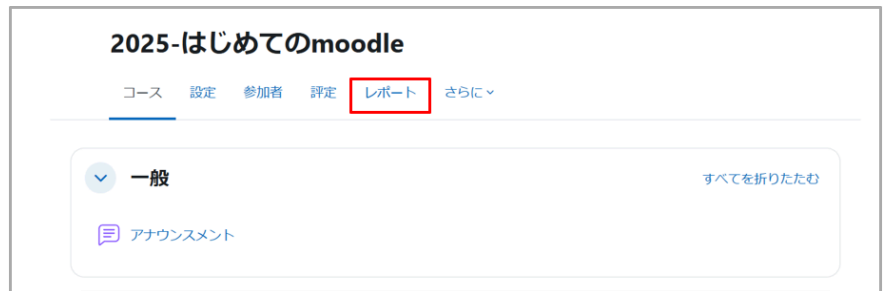 2025-はじめてのmoodle
コース 設定 参加者 評定 レポート さらに
一般 すべてを折りたたむ
アナウンスメント